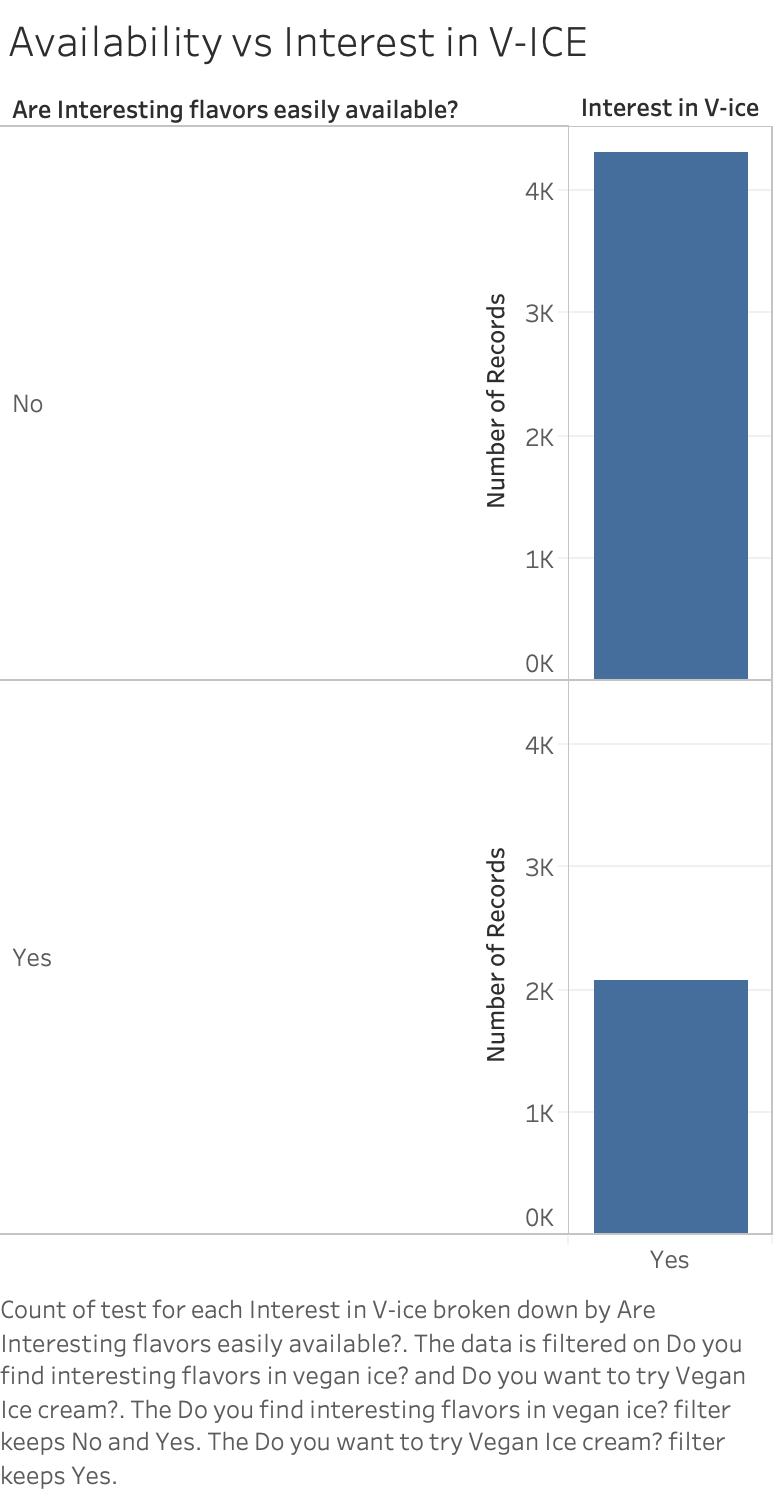 Availability vs Interest in V-ICE
Are Interesting flavors easily available?
Interest in V-ice
No
Number of Records
4K
3K
2K
1K
0K
Yes
Number of Records
4K
3K
2K
1K
0K
Yes
Count of test for each Interest in V-ice broken down by Are
Interesting flavors easily available?. The data is filtered on Do you
find interesting flavors in vegan ice? and Do you want to try Vegan
Ice cream?. The Do you find interesting flavors in vegan ice? filter
keeps No and Yes. The Do you want to try Vegan Ice cream? filter
keeps Yes.